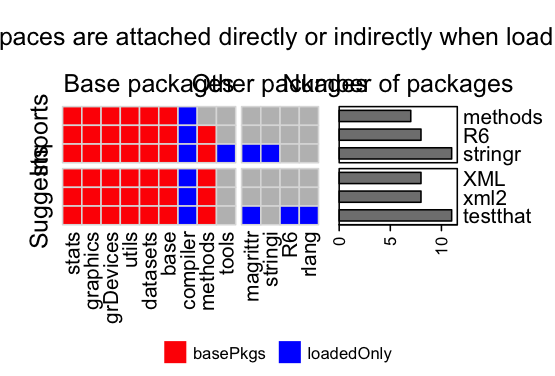 paces are attached directly or indirectly when load
Base packages
Other packages
Number of packages
Imports
Suggests
methods
R6
stringr
XML
xml2
testthat
0
5
10
stats
graphics
grDevices
utils
datasets
base
compiler
methods
tools
magrittr
stringi
R6
rlang
basePkgs
loadedOnly